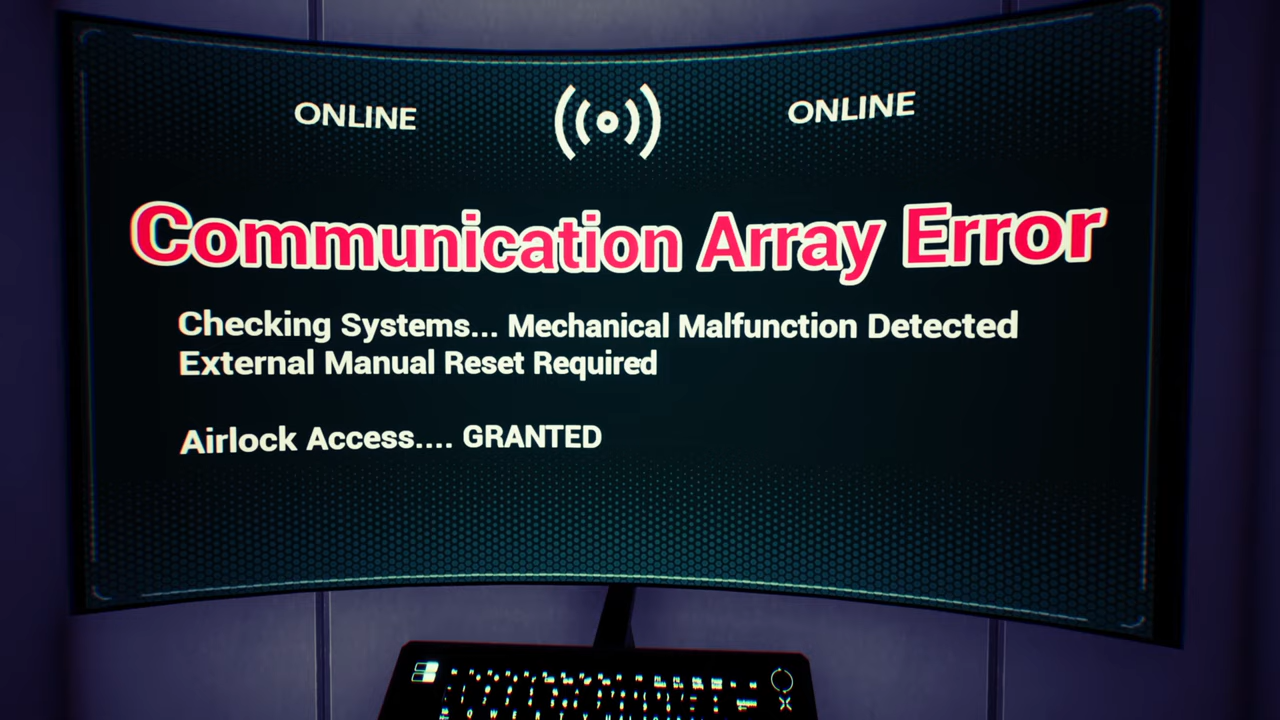 ONLINE ONLINE
Communication Array Error
Checking Systems... Mechanical Malfunction Detected
External Manual Reset Required
Airlock Access.... GRANTED
Q W E R T Y